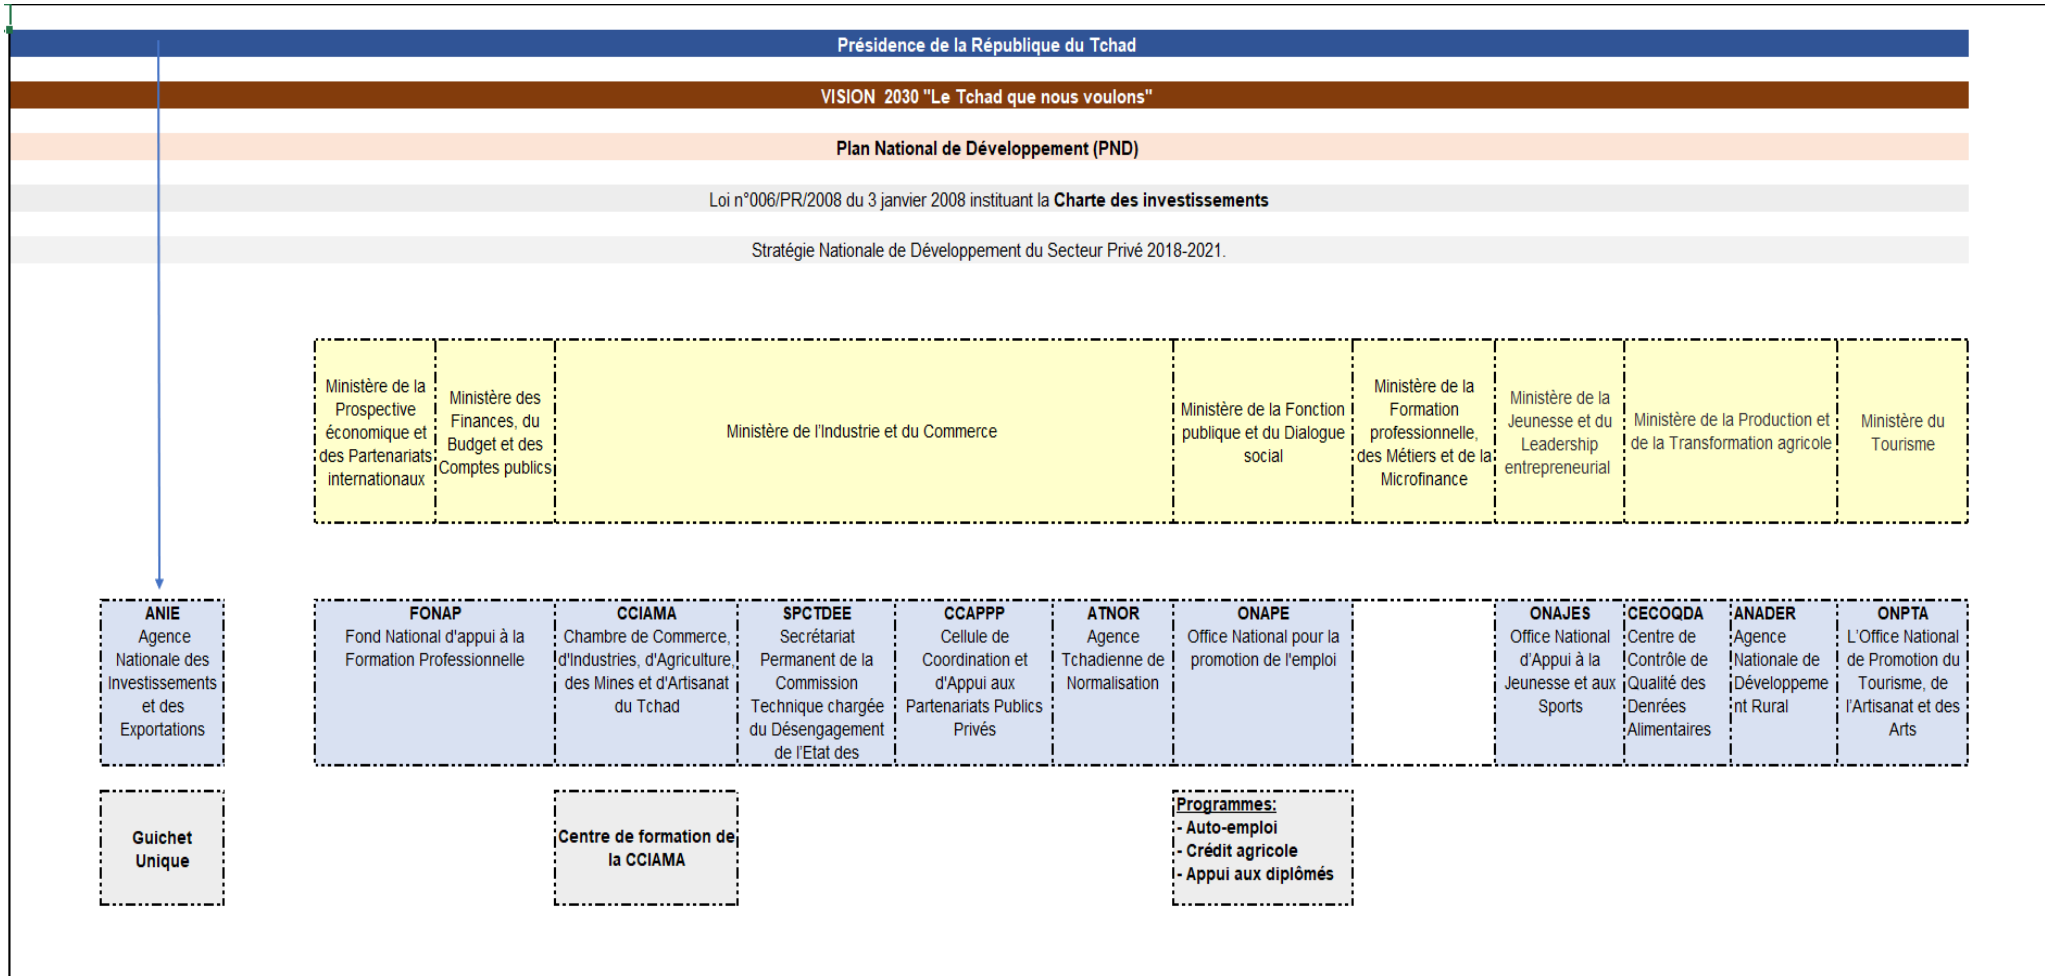 Présidence de la République du Tchad
VISION 2030 "Le Tchad que nous voulons"
Plan National de Développement (PND)
Loi n°006/PR/2008 du 3 janvier 2008 instituant la Charte des investissements
Stratégie Nationale de Développement du Secteur Privé 2018-2021.
Ministère de la
Prospective
économique et
des Partenariats
internationaux
Ministère des
Finances, du
Budget et des
Comptes publics
Ministère de l'Industrie et du Commerce
Ministère de la Fonction
publique et du Dialogue
social
Ministère de la
Formation
professionnelle,
des Métiers et de la
Microfinance
Ministère de la
Jeunesse et du
Leadership
entrepreneurial
Ministère de la Production et
de la Transformation agricole
Ministère du
Tourisme
ANIE
Agence
Nationale des
Investissements
et des
Exportations
FONAP
Fond National d'appui à la
Formation Professionnelle
CCIAMA
Chambre de Commerce,
d'Industries, d'Agriculture,
des Mines et d'Artisanat
du Tchad
SPCTDEE
Secrétariat
Permanent de la
Commission
Technique chargée
du Désengagement
de l'Etat des
CCAPPP
Cellule de
Coordination et
d'Appui aux
Partenariats Publics
Privés
ATNOR
Agence
Tchadienne de
Normalisation
ONAPE
Office National pour la
promotion de l'emploi
ONAJES
Office National
d'Appui à la
Jeunesse et aux
Sports
CECOQDA
Centre de
Contrôle de
Qualité des
Denrées
Alimentaires
ANADER
Agence
Nationale de
Développeme
nt Rural
ONPTA
L'Office National
de Promotion du
Tourisme, de
l'Artisanat et des
Arts
Guichet
Unique
Centre de formation de
la CCIAMA
Programmes:
- Auto-emploi
- Crédit agricole
- Appui aux diplômés